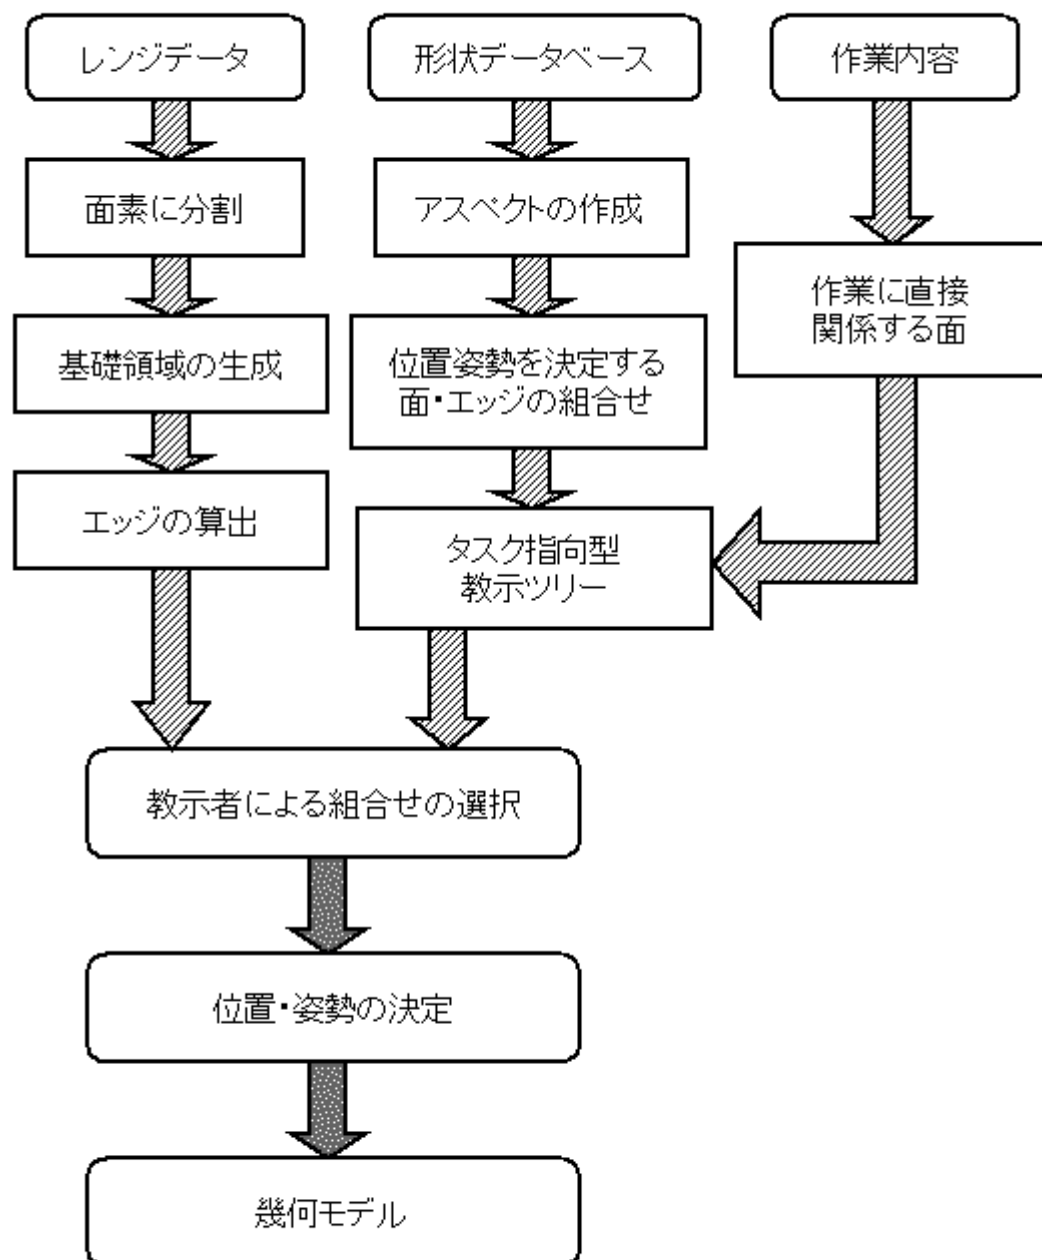 レンジデータ
形状データベース
作業内容
面素に分割
アスペクトの作成
作業に直接
関係する面
基礎領域の生成
位置姿勢を決定する
面・エッジの組合せ
エッジの算出
タスク指向型
教示ツリー
教示者による組合せの選択
位置・姿勢の決定
幾何モデル